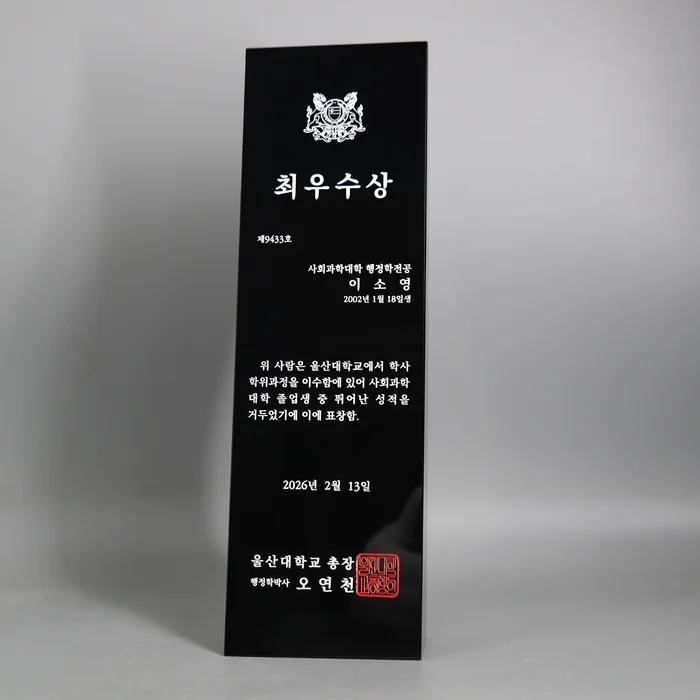 최우수상
제9433호
사회과학대학 행정학전공
이 소 영
2002년 1월 18일생
위 사람은 울산대학교에서 학사
학위과정을 이수함에 있어 사회과학
대학 졸업생 중 뛰어난 성적을
거두었기에 이에 표창함.
2026년 2월 13일
울산대학교 총장
행정학박사 오 연 천